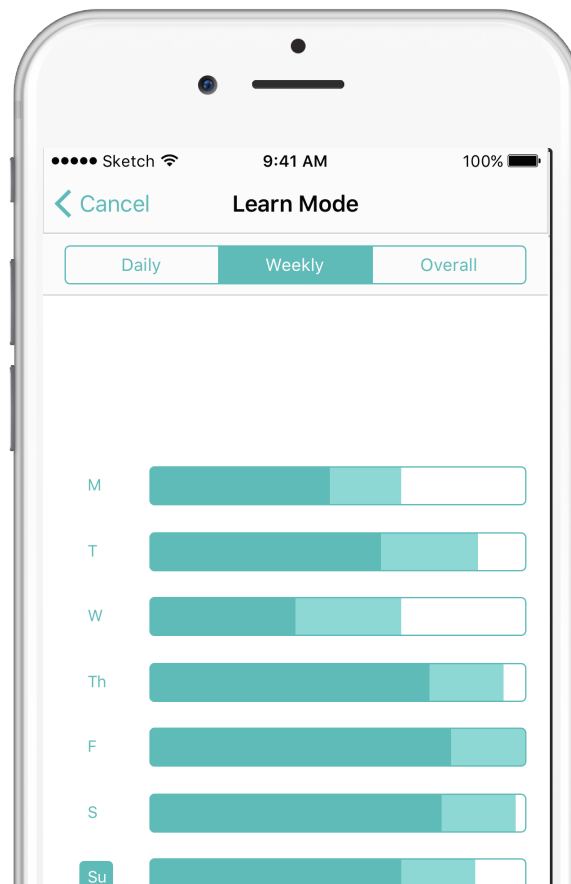 Sketch 9:41 AM 100%
Cancel Learn Mode
Daily Weekly Overall
M
T
W
Th
F
S
Su